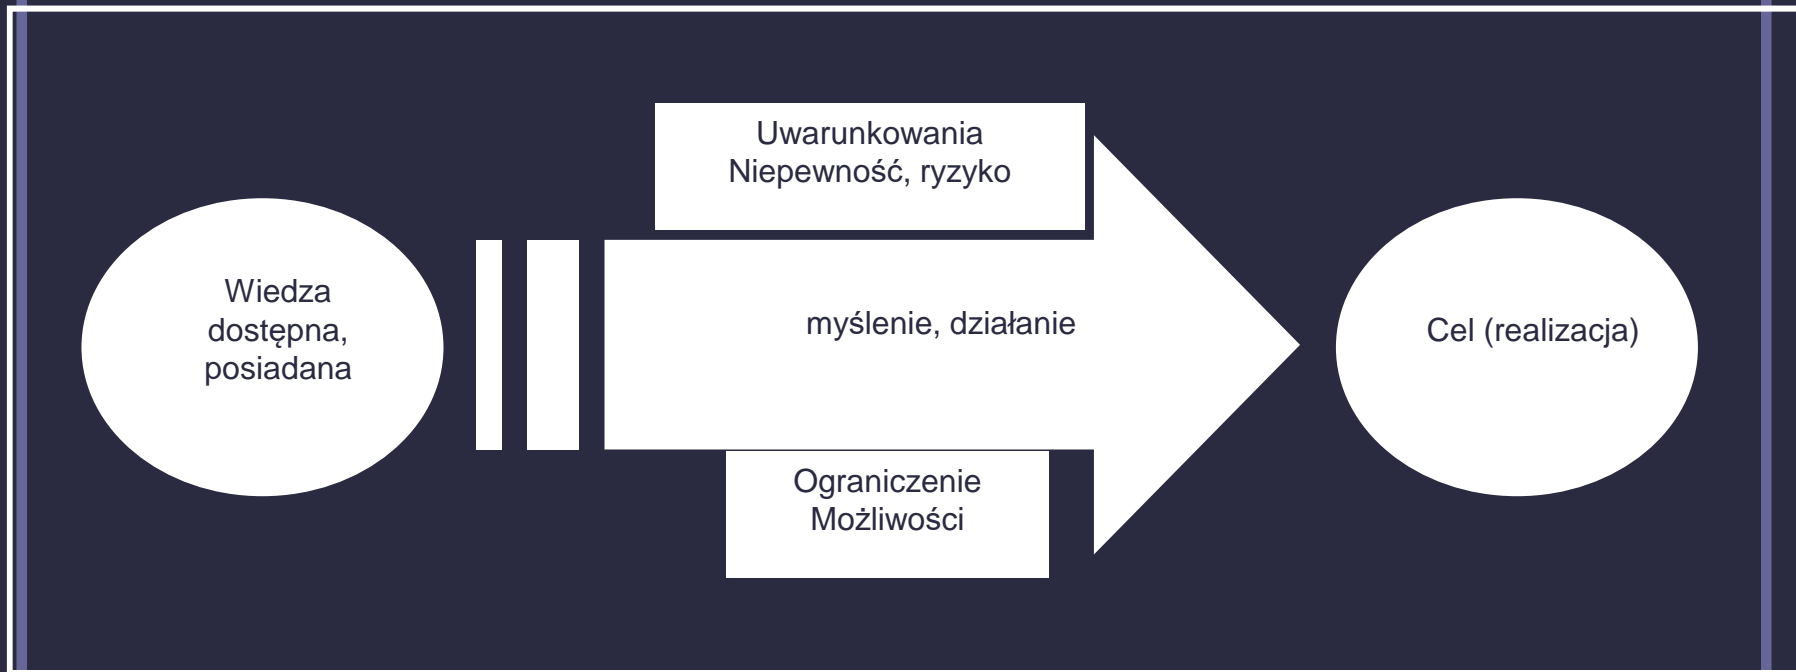 Uwarunkowania
Niepewność, ryzyko
Wiedza
dostępna,
posiadana
myślenie, działanie
Cel (realizacja)
Ograniczenie
Możliwości